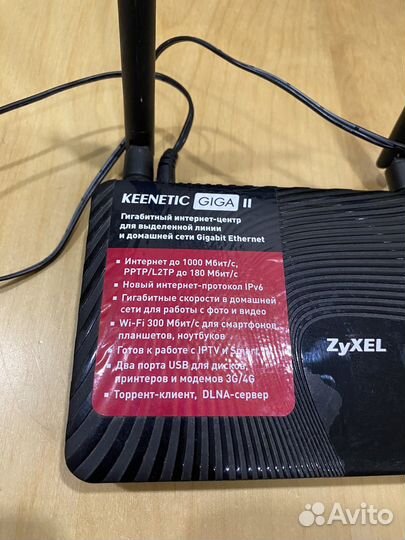 KEENETIC GIGA II
Гигабитный интернет-центр
для выделенной линии
и домашней сети Gigabit Ethernet
Интернет до 1000 Мбит/с,
PPTP/L2TP до 180 Мбит/с
Новый интернет-протокол IPv6
Гигабитные скорости в домашней
сети для работы с фото и видео
Wi-Fi 300 Мбит/с для смартфонов,
планшетов, ноутбуков
Готов к работе с IPTV и Smart
Два порта USB для дисков,
принтеров и модемов 3G/4G
Торрент-клиент, DLNA-сервер
ZyXEL
Avito